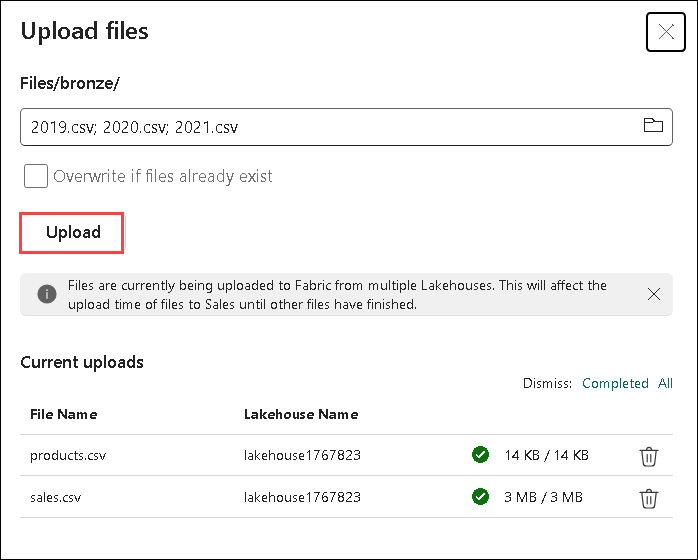 Upload files
Files/bronze/
2019.csv; 2020.csv; 2021.csv
Overwrite if files already exist
Upload
Files are currently being uploaded to Fabric from multiple Lakehouses. This will affect the
upload time of files to Sales until other files have finished.
Current uploads
Dismiss: Completed All
File Name Lakehouse Name
products.csv lakehouse1767823 14 KB / 14 KB
sales.csv lakehouse1767823 3 MB / 3 MB